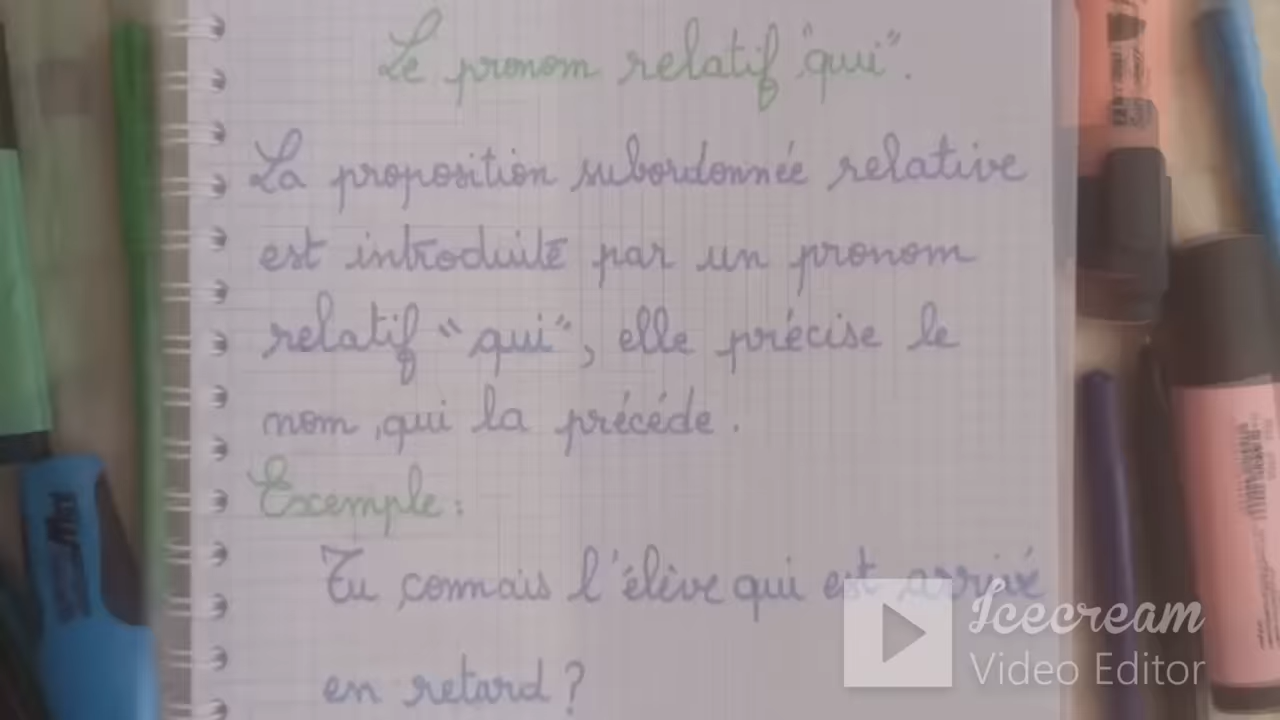 Le pronom relatif "qui".
La proposition subordonnée relative
est introduite par un pronom
relatif "qui", elle précise le
nom, qui la précéde.
Exemple:
Tu connais l'élève qui est arrivé
en retard ?
Icecream
Video Editor